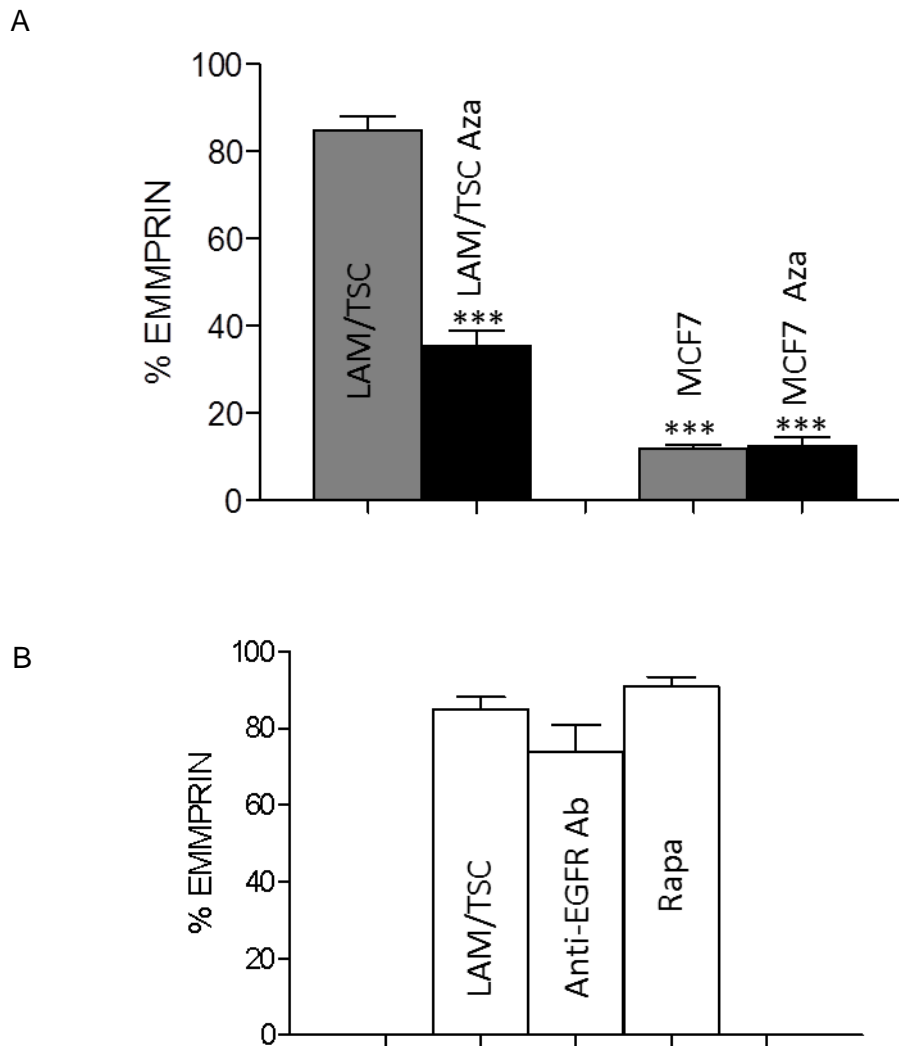 A
% EMMPRIN
100
80
60
40
20
0
LAM/TSC
LAM/TSC Aza
***
MCF7
***
MCF7 Aza
***
B
% EMMPRIN
100
80
60
40
20
0
LAM/TSC
Anti-EGFR Ab
Rapa